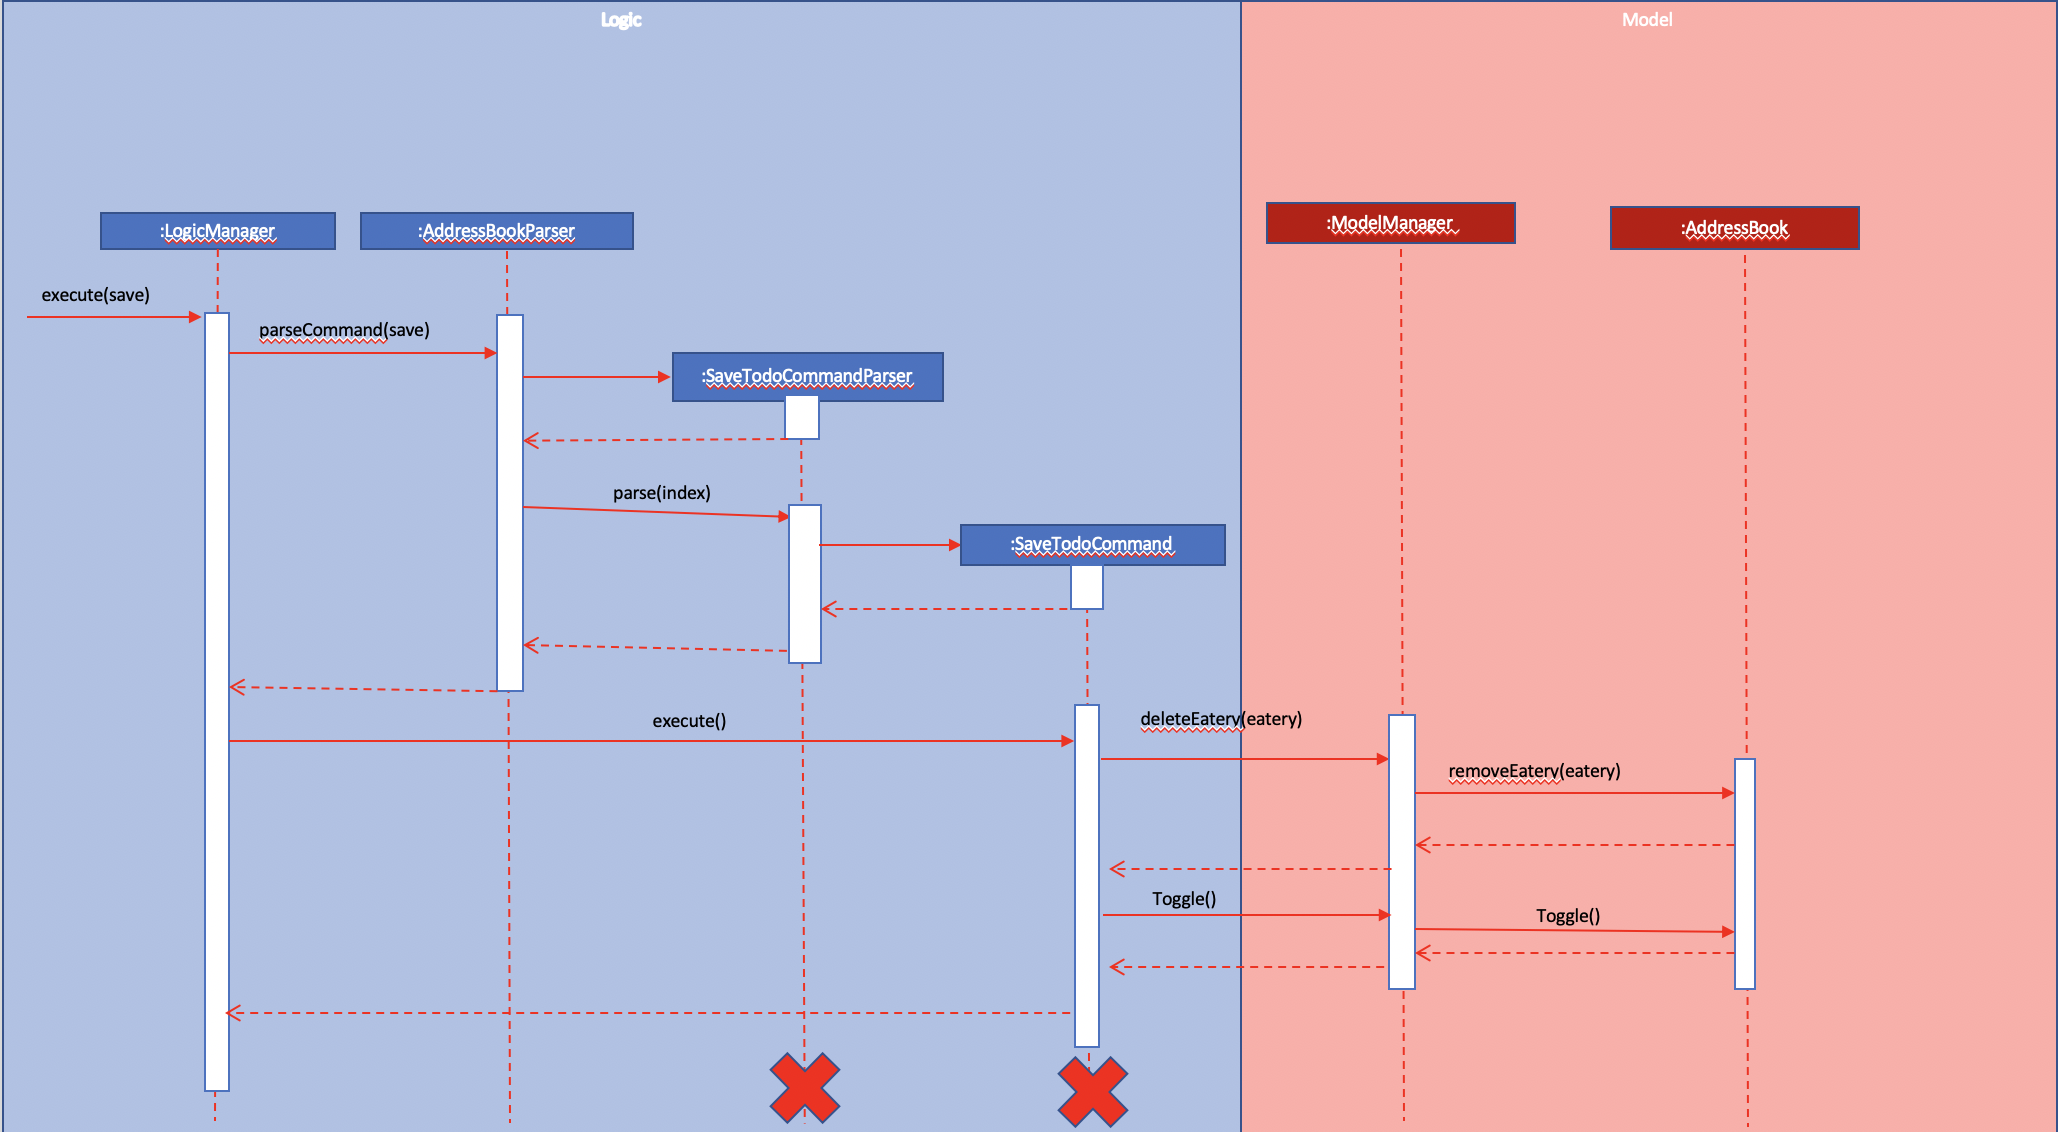 Logic
Model
:LogicManager
:AddressBookParser
:ModelManager
:AddressBook
execute(save)
parseCommand(save)
:SaveTodoCommandParser
parse(index)
:SaveTodoCommand
execute()
deleteEatery(eatery)
removeEatery(eatery)
Toggle()
Toggle()